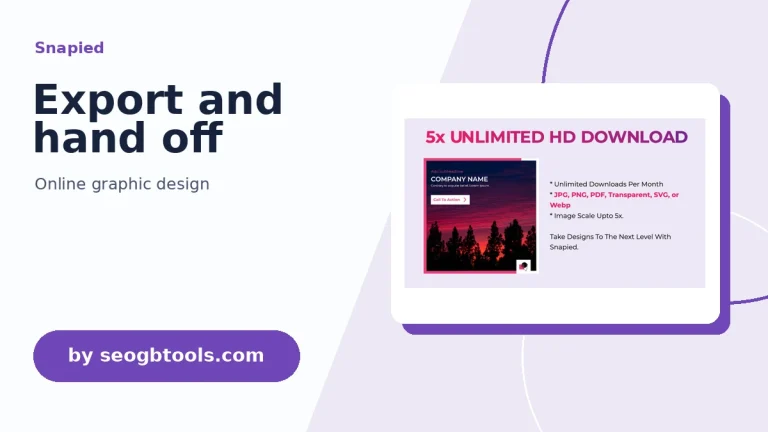 Snapied
Export and
hand off
Online graphic design
by seogbtools.com
5x UNLIMITED HD DOWNLOAD
COMPANY NAME
Call To Action
* Unlimited Downloads Per Month
* JPG, PNG, PDF, Transparent, SVG, or
Webp
* Image Scale Upto 5x.
Take Designs To The Next Level With
Snapied.